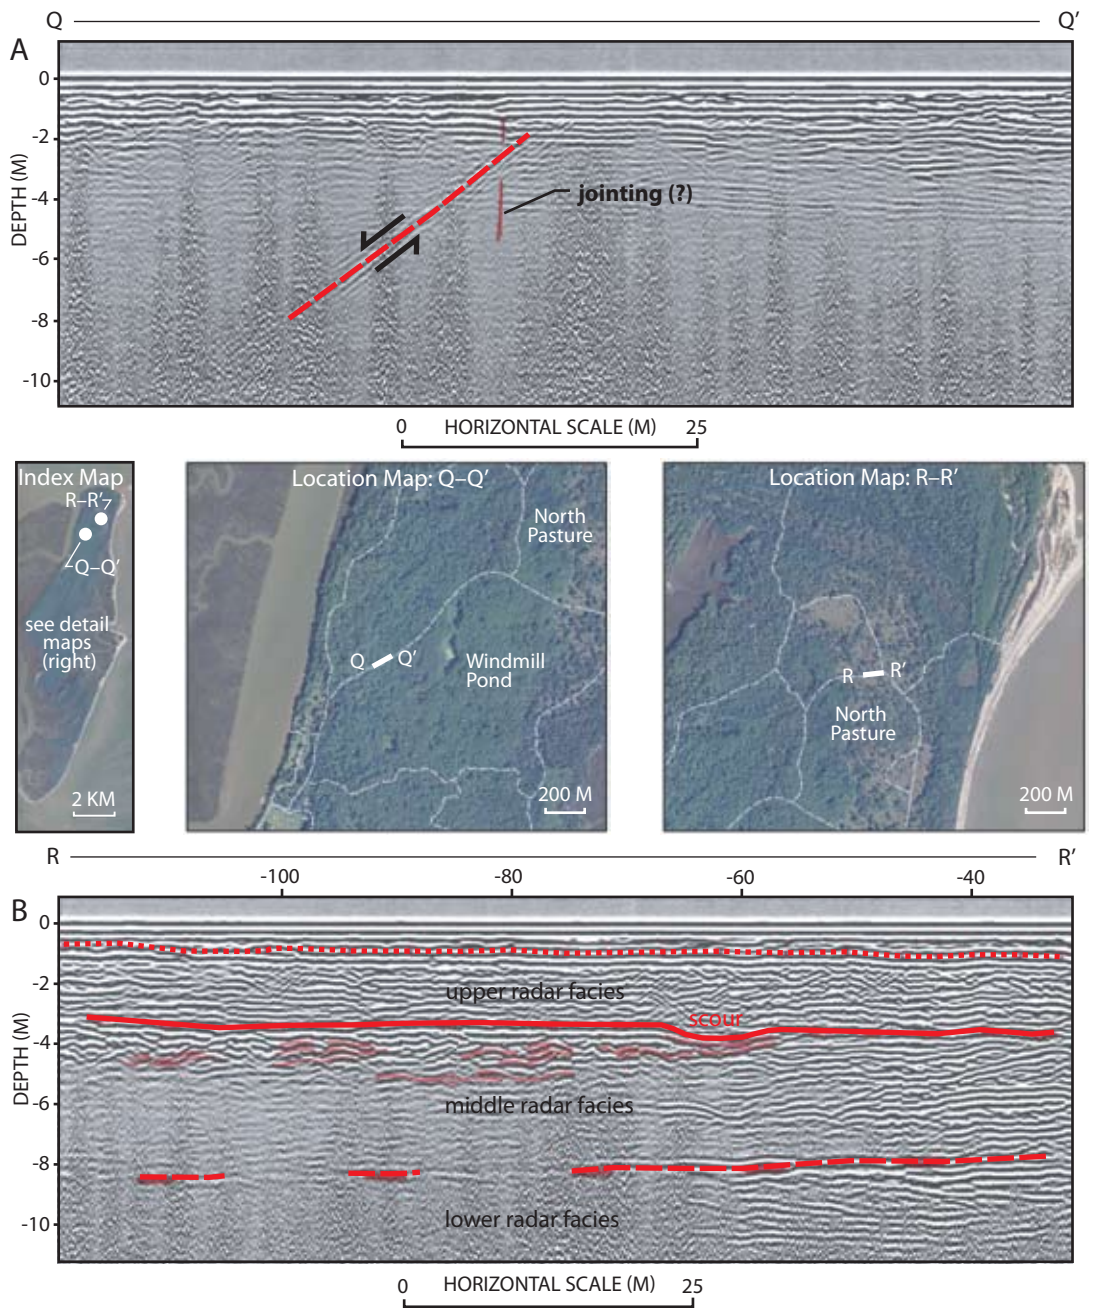 Q
Q′
A
0
-2
-4
-6
-8
-10
DEPTH (M)
jointing (?)
0 HORIZONTAL SCALE (M) 25
Index Map
R–R′
Q–Q′
see detail
maps
(right)
2 KM
Location Map: Q–Q′
North
Pasture
Q Q′
Windmill
Pond
200 M
Location Map: R–R′
R R′
North
Pasture
200 M
R
R′
-100 -80 -60 -40
B
0
-2
-4
-6
-8
-10
DEPTH (M)
upper radar facies
scour
middle radar facies
lower radar facies
0 HORIZONTAL SCALE (M) 25